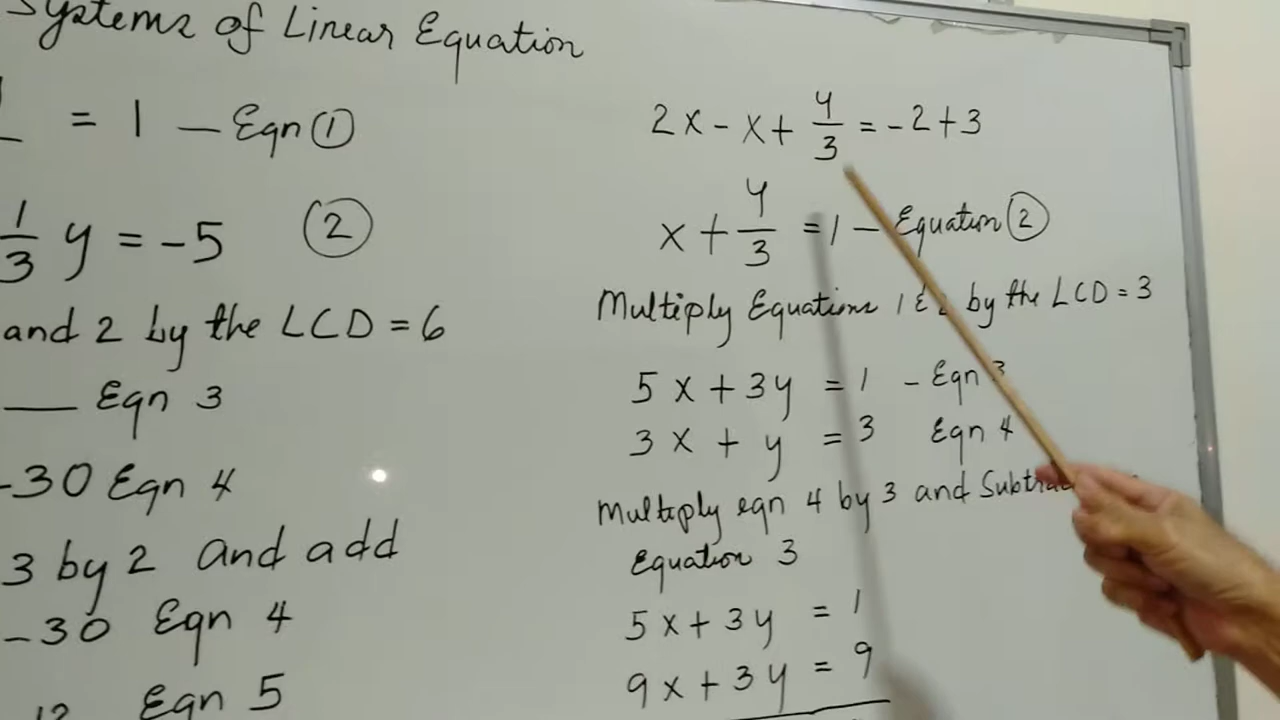 Systems of Linear Equation
= 1 — Eqn ①
1/3 y = -5 ②
and 2 by the LCD = 6
— Eqn 3
-30 Eqn 4
3 by 2 and add
-30 Eqn 4
12 Eqn 5
2x - x + y/3 = -2+3
x + y/3 = 1 — Equation ②
Multiply Equations 1 & 2 by the LCD = 3
5x + 3y = 1 - Eqn 3
3x + y = 3 Eqn 4
Multiply eqn 4 by 3 and Subtract
Equation 3
5x + 3y = 1
9x + 3y = 9